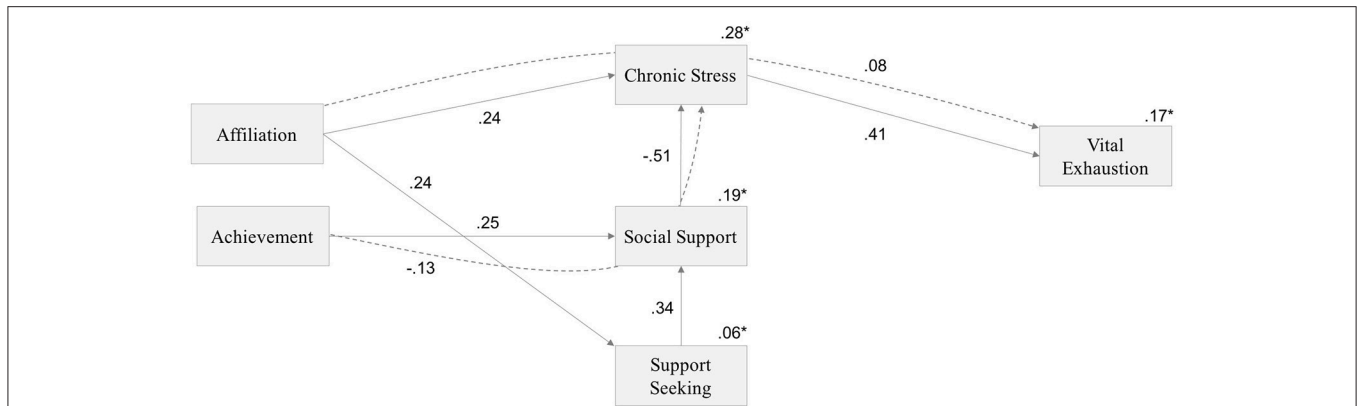 .28*
Chronic Stress
.08
Affiliation
.24
.41
.17*
Vital
Exhaustion
-.51
.24
.19*
Achievement
.25
Social Support
-.13
.34
.06*
Support
Seeking